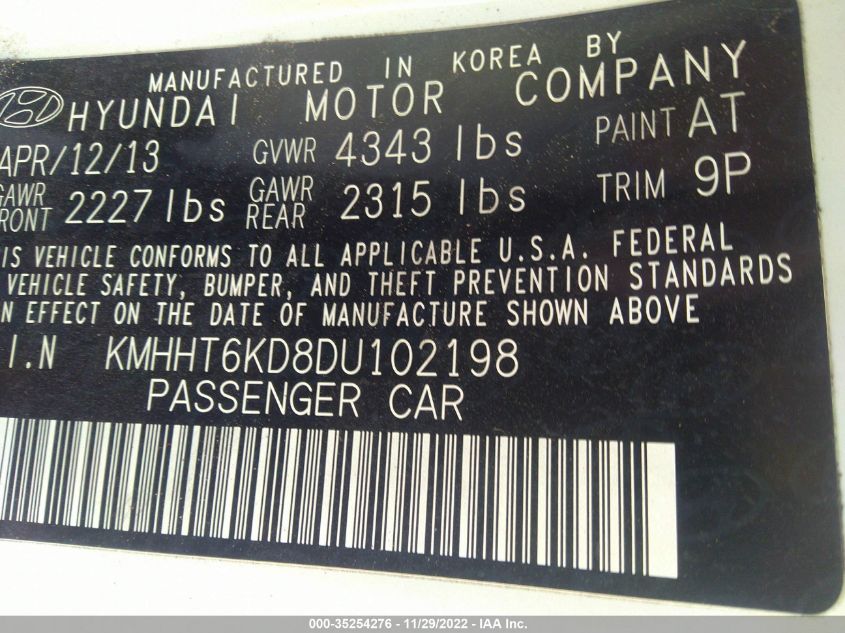 MANUFACTURED IN KOREA BY
HYUNDAI MOTOR COMPANY
APR/12/13 GVWR 4343 lbs PAINT AT
GAWR FRONT 2227 lbs GAWR REAR 2315 lbs TRIM 9P
IS VEHICLE CONFORMS TO ALL APPLICABLE U.S.A. FEDERAL
VEHICLE SAFETY, BUMPER, AND THEFT PREVENTION STANDARDS
N EFFECT ON THE DATE OF MANUFACTURE SHOWN ABOVE
I.N KMHHT6KD8DU102198
PASSENGER CAR
000-35254276 - 11/29/2022 - IAA Inc.